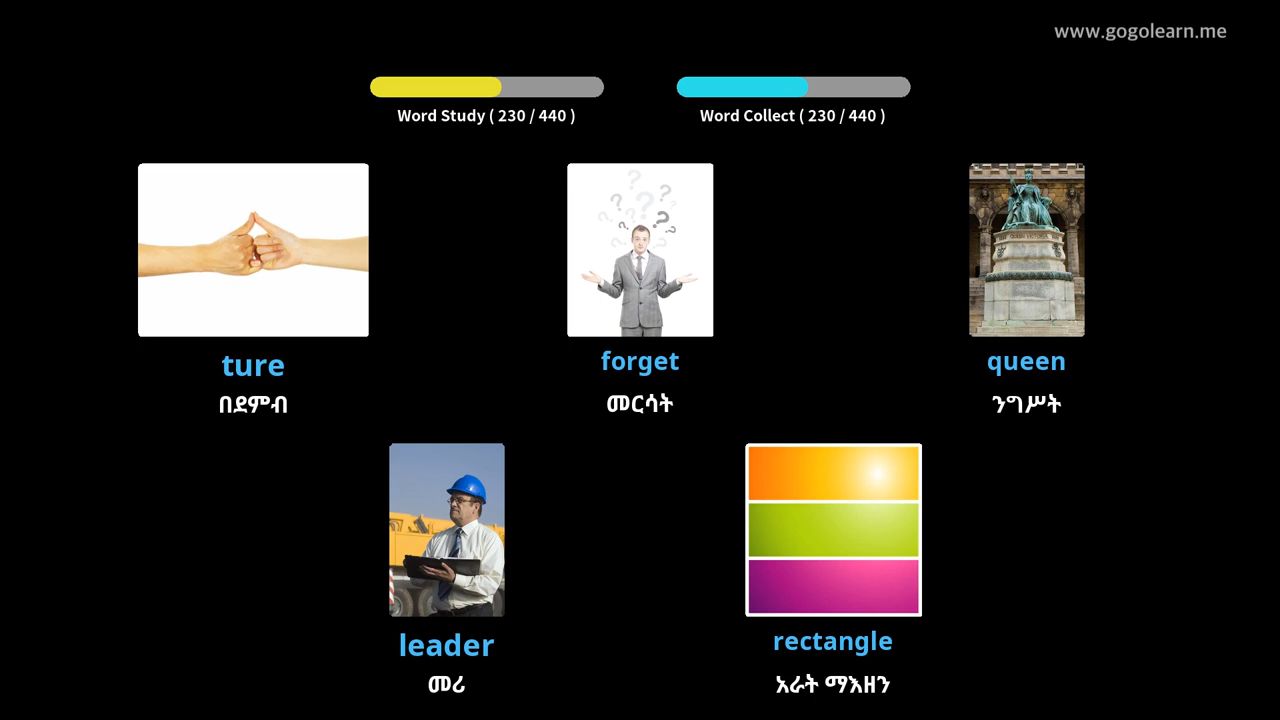 www.gogolearn.me
Word Study ( 230 / 440 )
Word Collect ( 230 / 440 )
ture
በደምብ
forget
መርሳት
queen
ንግሥት
leader
መሪ
rectangle
አራት ማእዘን